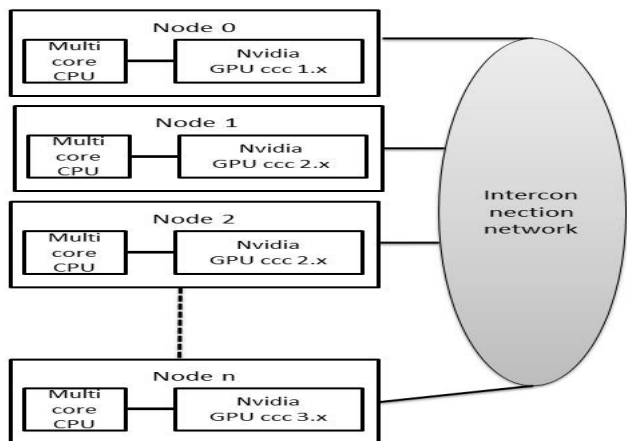 Node 0
Multi
core
CPU
Nvidia
GPU ccc 1.x
Node 1
Multi
core
CPU
Nvidia
GPU ccc 2.x
Node 2
Multi
core
CPU
Nvidia
GPU ccc 2.x
Node n
Multi
core
CPU
Nvidia
GPU ccc 3.x
Intercon
nection
network